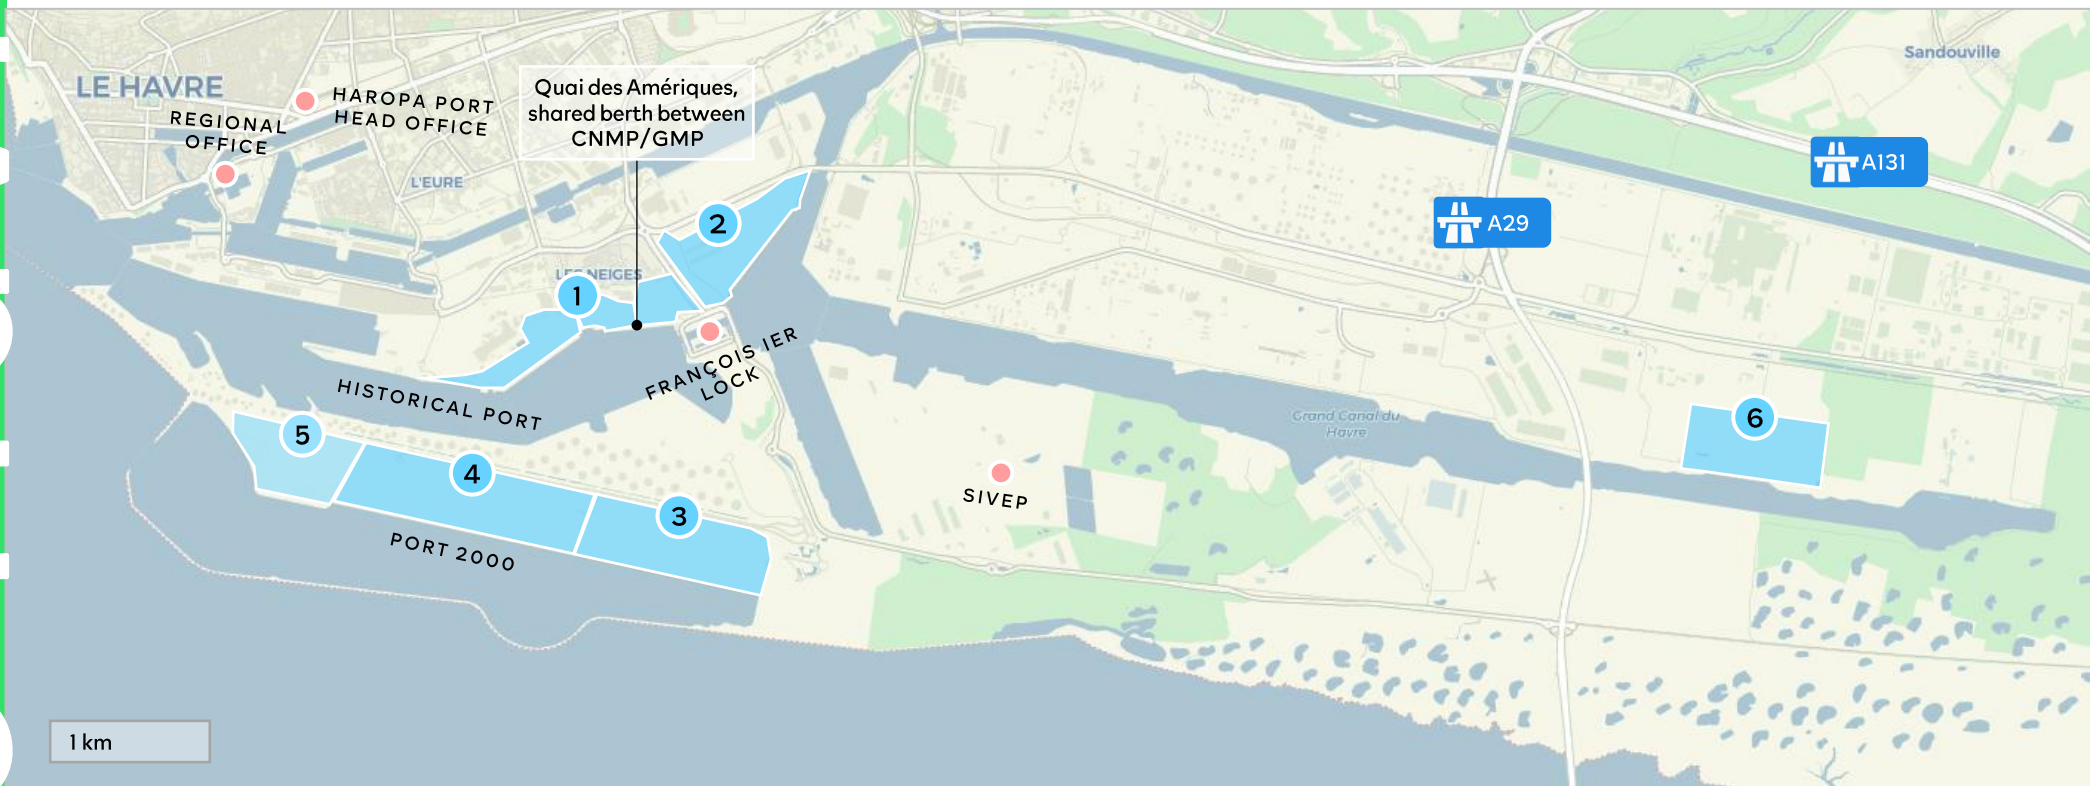 LE HAVRE
HAROPA PORT
HEAD OFFICE
REGIONAL
OFFICE
Quai des Amériques,
shared berth between
CNMP/GMP
Sandouville
A131
L'EURE
A29
2
LES NEIGES
1
FRANÇOIS IER
LOCK
HISTORICAL PORT
Grand Canal du
Havre
6
5
4
3
SIVEP
PORT 2000
1 km